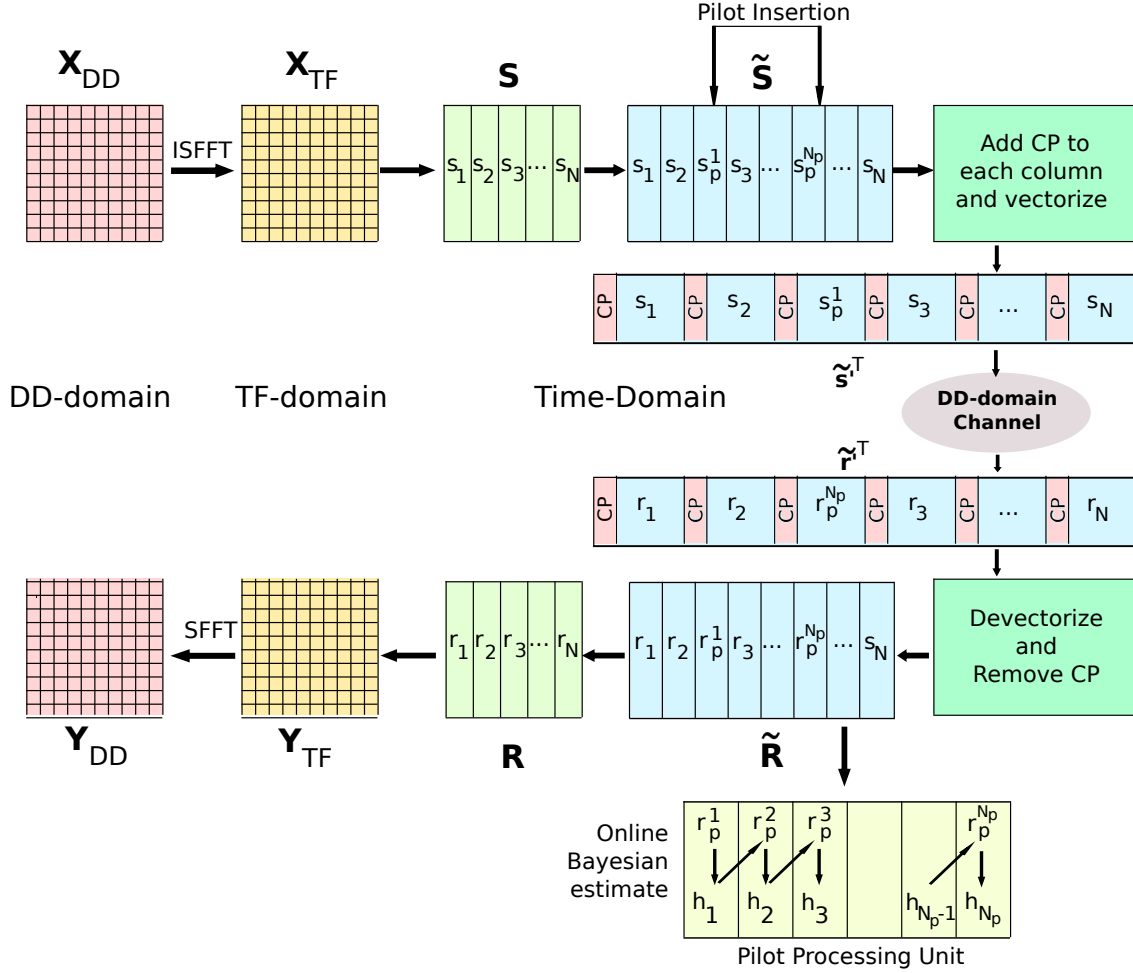 Pilot Insertion
X_DD
X_TF
S
S̃
ISFFT
s_1 s_2 s_3 ... s_N
s_1 s_2 s_p^1 s_3 ... s_p^{N_p} ... s_N
Add CP to
each column
and vectorize
CP s_1 CP s_2 CP s_p^1 CP s_3 CP ... CP s_N
s̃'^T
DD-domain
TF-domain
Time-Domain
DD-domain
Channel
r̃'^T
CP r_1 CP r_2 CP r_p^{N_p} CP r_3 CP ... CP r_N
SFFT
r_1 r_2 r_3 ... r_N
r_1 r_2 r_p^1 r_3 ... r_p^{N_p} ... s_N
Devectorize
and
Remove CP
Y_DD
Y_TF
R
R̃
Online
Bayesian
estimate
r_p^1 r_p^2 r_p^3 r_p^{N_p}
h_1 h_2 h_3 h_{N_p-1} h_{N_p}
Pilot Processing Unit